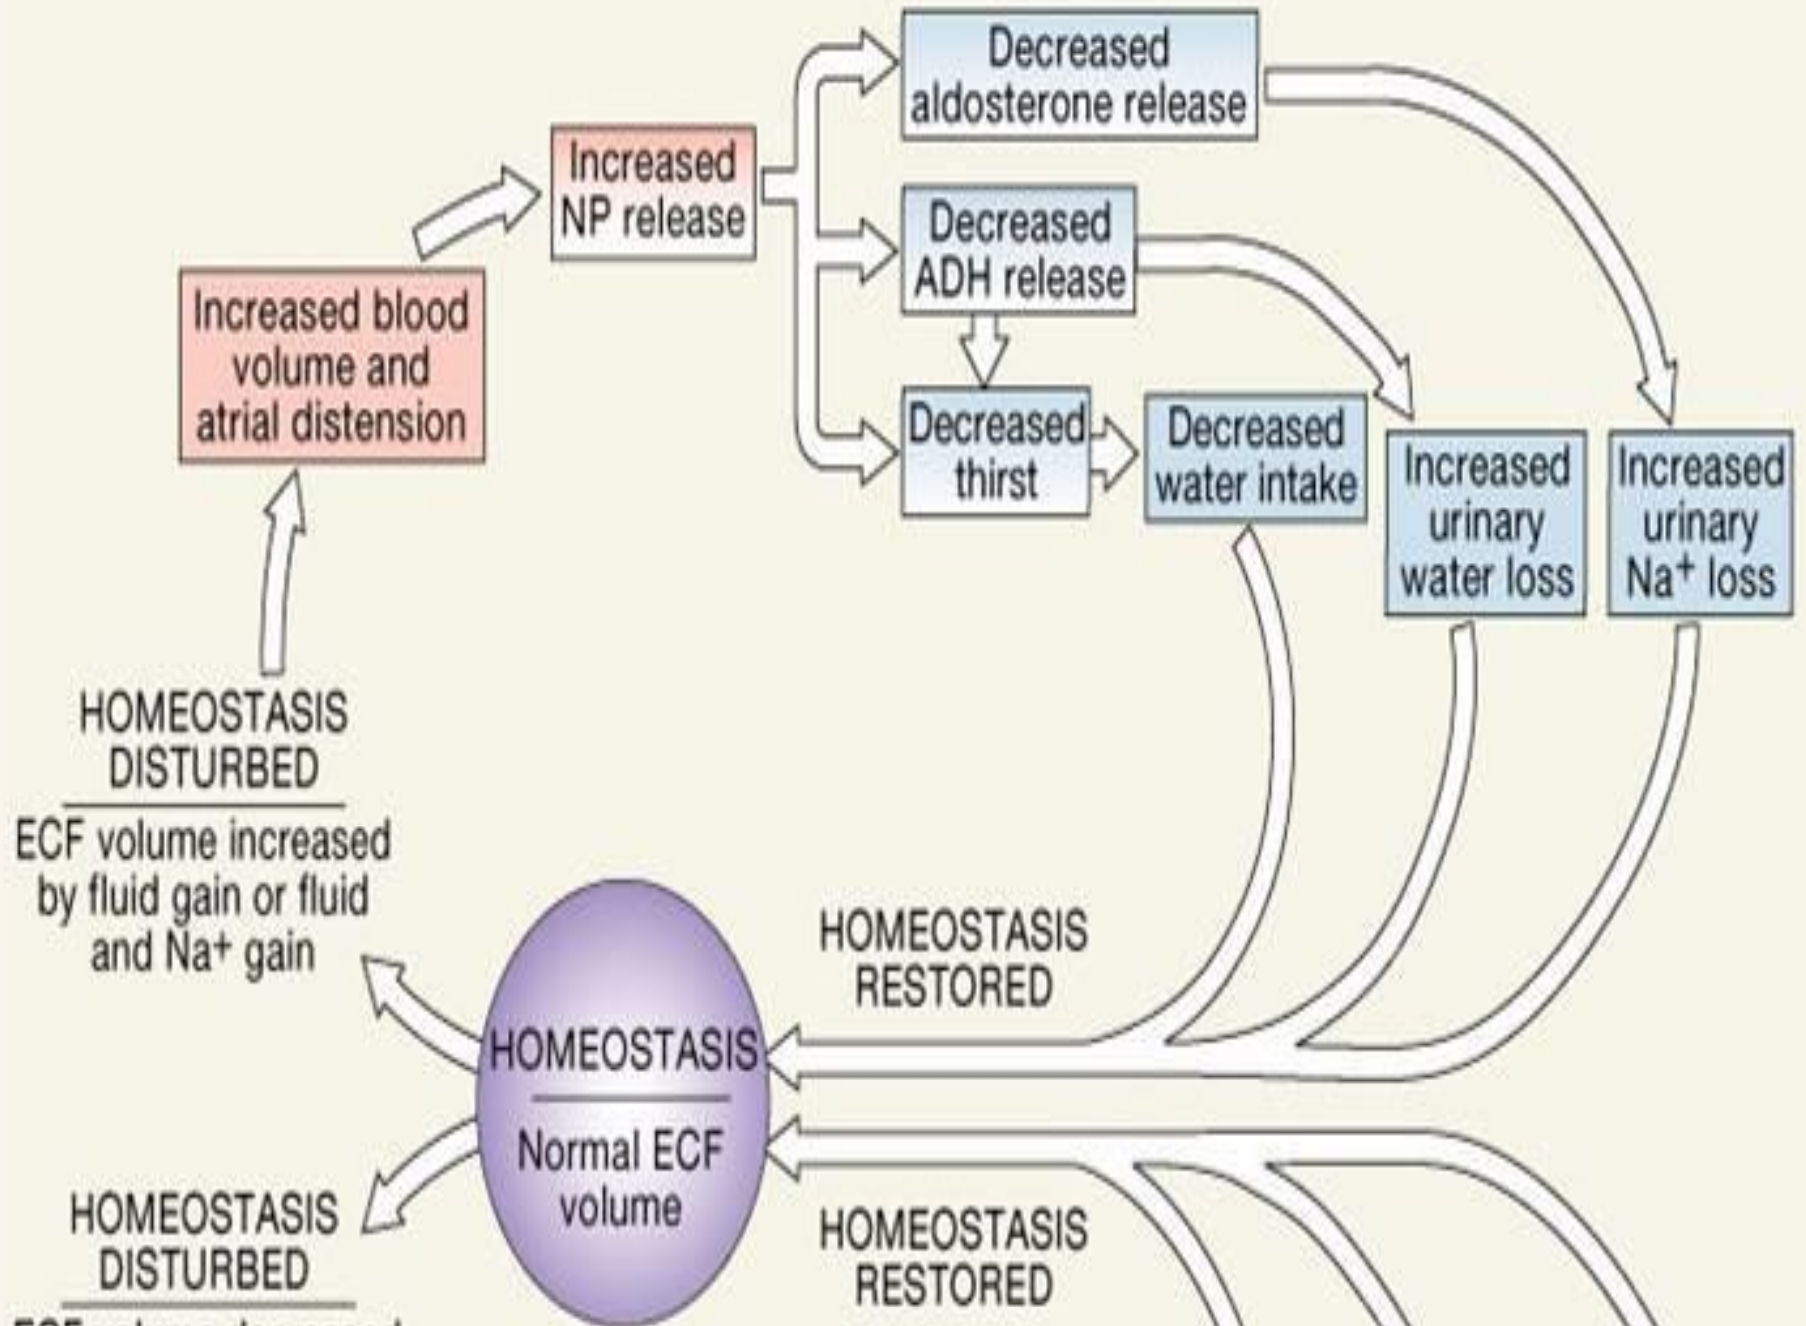 Decreased
aldosterone release
Increased
NP release
Decreased
ADH release
Increased blood
volume and
atrial distension
Decreased
thirst
Decreased
water intake
Increased
urinary
water loss
Increased
urinary
Na+ loss
HOMEOSTASIS
DISTURBED
ECF volume increased
by fluid gain or fluid
and Na+ gain
HOMEOSTASIS
RESTORED
HOMEOSTASIS
Normal ECF
volume
HOMEOSTASIS
DISTURBED
HOMEOSTASIS
RESTORED